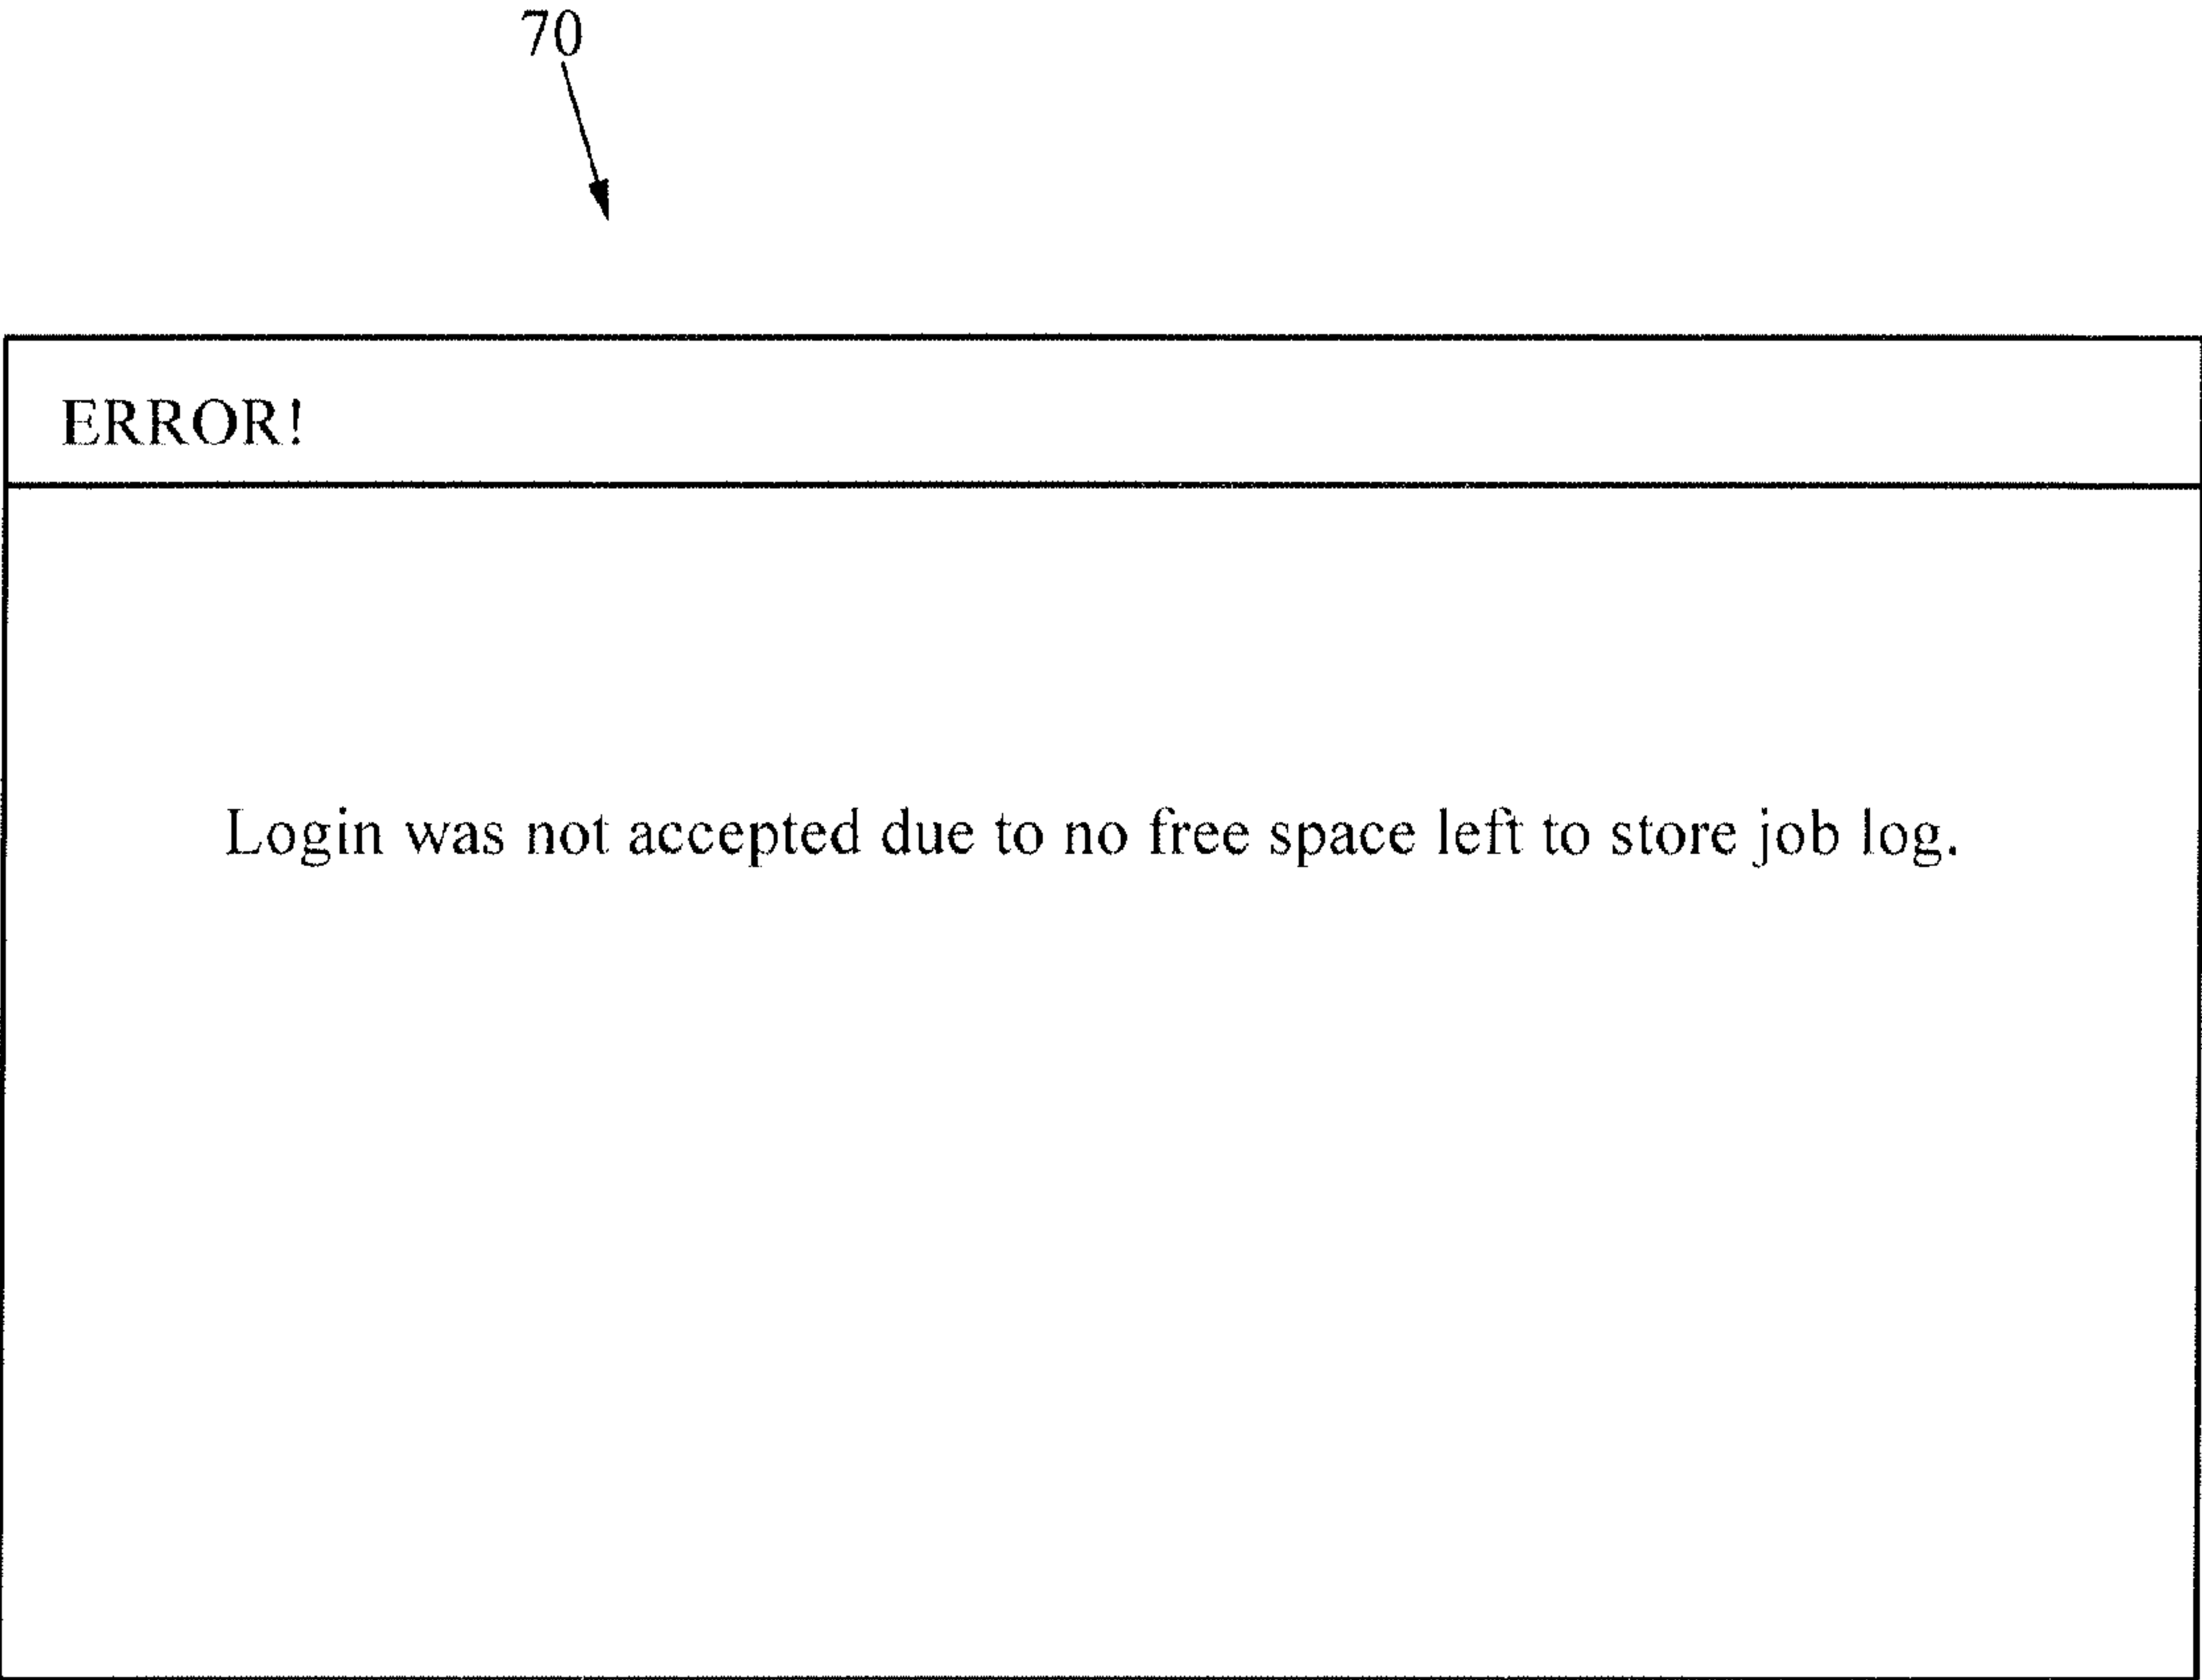 70
ERROR!
Login was not accepted due to no free space left to store job log.